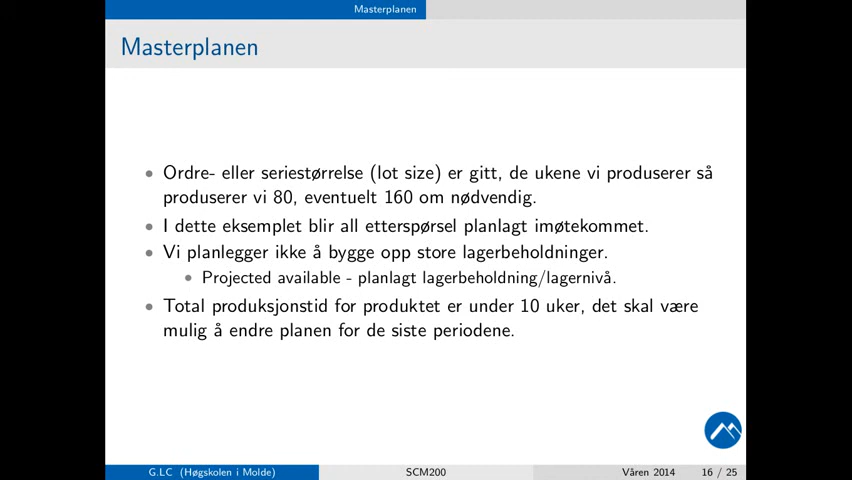 Masterplanen
Masterplanen
• Ordre- eller seriestørrelse (lot size) er gitt, de ukene vi produserer så
produserer vi 80, eventuelt 160 om nødvendig.
• I dette eksemplet blir all etterspørsel planlagt imøtekommet.
• Vi planlegger ikke å bygge opp store lagerbeholdninger.
• Projected available - planlagt lagerbeholdning/lagernivå.
• Total produksjonstid for produktet er under 10 uker, det skal være
mulig å endre planen for de siste periodene.
G.LC (Høgskolen i Molde) SCM200 Våren 2014 16 / 25